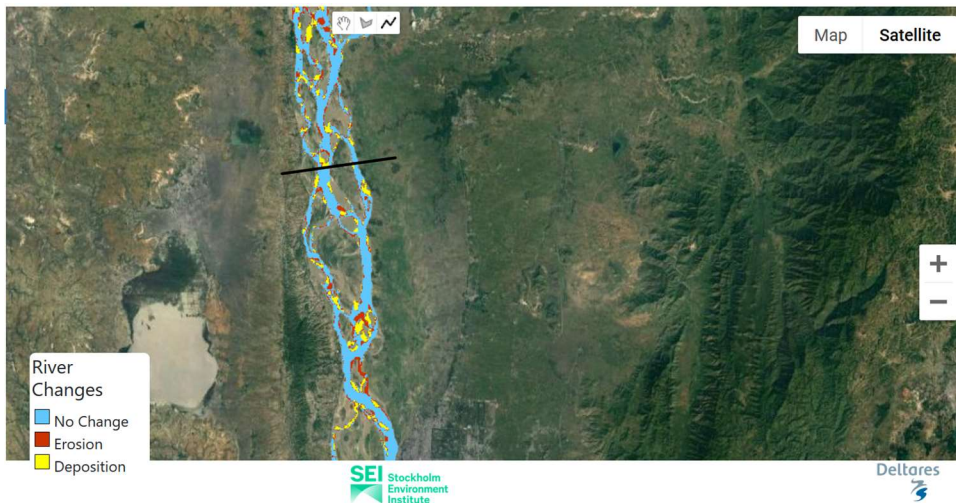 Map
Satellite
+
−
River
Changes
No Change
Erosion
Deposition
SEI Stockholm
Environment
Institute
Deltares